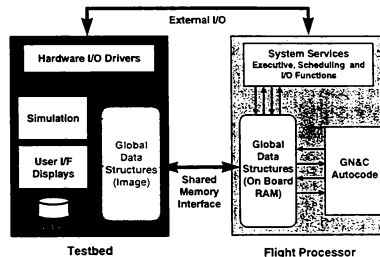 External I/O
Hardware I/O Drivers
Simulation
User I/F
Displays
Global
Data
Structures
(Image)
Shared
Memory
Interface
System Services
Executive, Scheduling and
I/O Functions
Global
Data
Structures
(On Board
RAM)
GN&C
Autocode
Testbed
Flight Processor